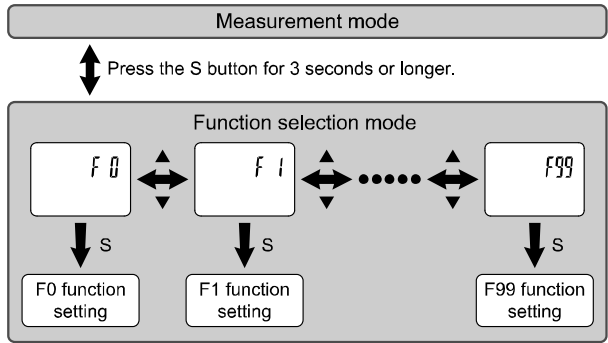 Measurement mode
Press the S button for 3 seconds or longer.
Function selection mode
F 0
F 1
F99
S
S
S
F0 function
setting
F1 function
setting
F99 function
setting